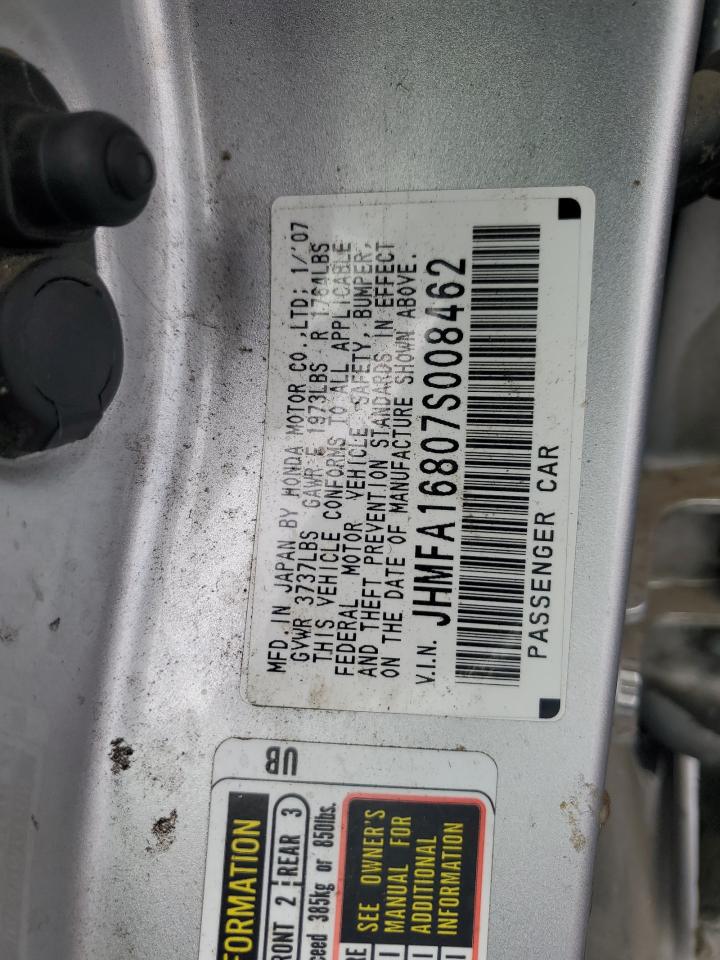 MFD. IN JAPAN BY HONDA MOTOR CO.,LTD; 1/'07
GVWR 3737LBS GAWR F 1973LBS R 1764LBS
THIS VEHICLE CONFORMS TO ALL APPLICABLE
FEDERAL MOTOR VEHICLE SAFETY, BUMPER,
AND THEFT PREVENTION STANDARDS IN EFFECT
ON THE DATE OF MANUFACTURE SHOWN ABOVE.
V.I.N. JHMFA16807S008462
PASSENGER CAR
UB
FORMATION
RONT 2 REAR 3
ceed 385kg or 850lbs.
RE
SEE OWNER'S
MANUAL FOR
ADDITIONAL
INFORMATION